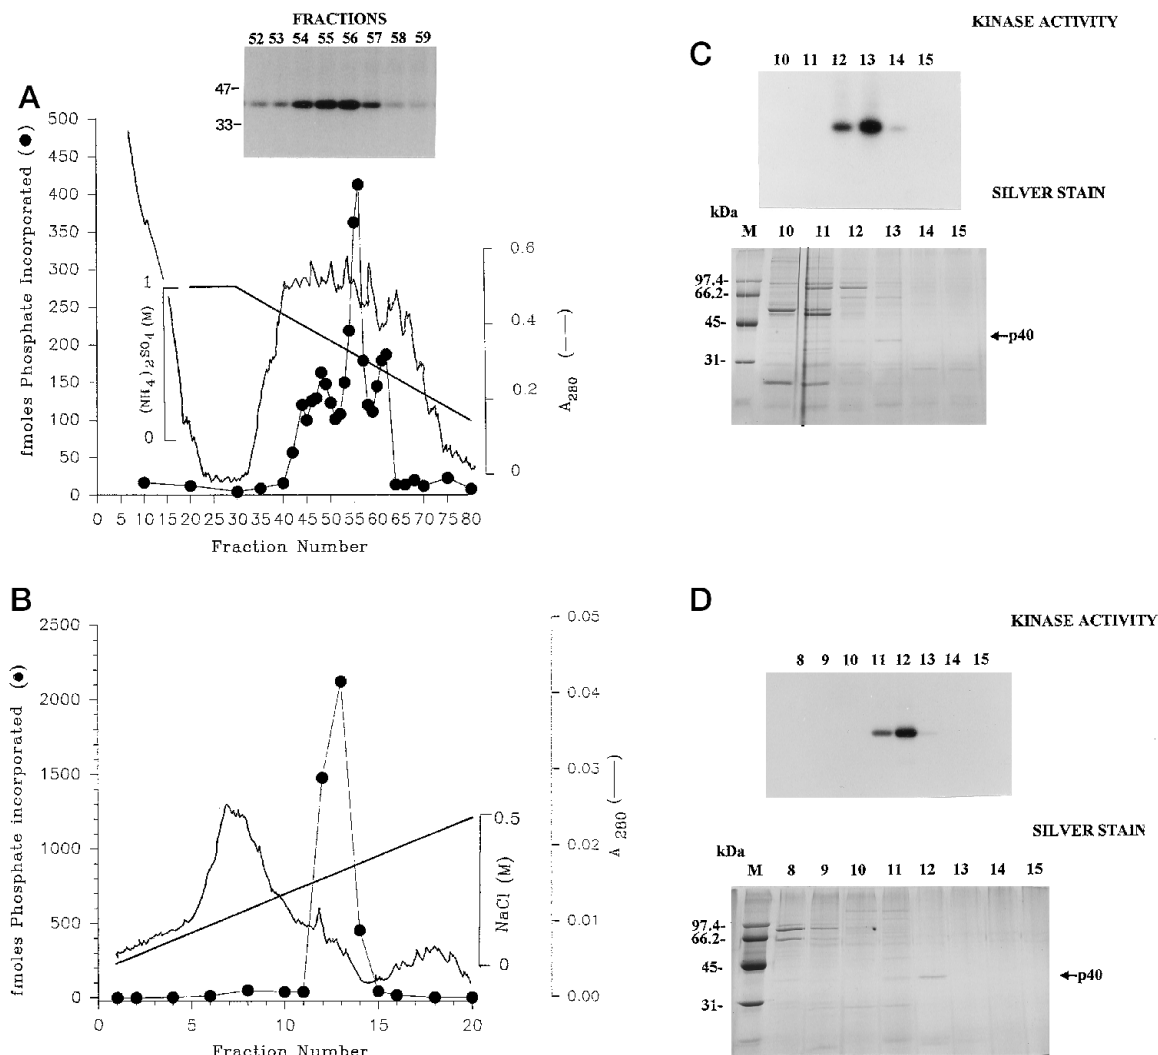 A
FRACTIONS
52 53 54 55 56 57 58 59
47-
33-
fmoles Phosphate Incorporated (●)
500
450
400
350
300
250
200
150
100
50
0
(NH4)2SO4 (M)
1
0
0.6
0.4
0.2
0
A280 (—)
0 5 10 15 20 25 30 35 40 45 50 55 60 65 70 75 80
Fraction Number
B
fmoles Phosphate incorporated (●)
2500
2000
1500
1000
500
0
0.5
0
NaCl (M)
0.05
0.04
0.03
0.02
0.01
0.00
A 280 (—)
0 5 10 15 20
Fraction Number
C
KINASE ACTIVITY
10 11 12 13 14 15
SILVER STAIN
kDa
M 10 11 12 13 14 15
97.4-
66.2-
45-
31-
←p40
D
KINASE ACTIVITY
8 9 10 11 12 13 14 15
SILVER STAIN
kDa
M 8 9 10 11 12 13 14 15
97.4-
66.2-
45-
31-
←p40